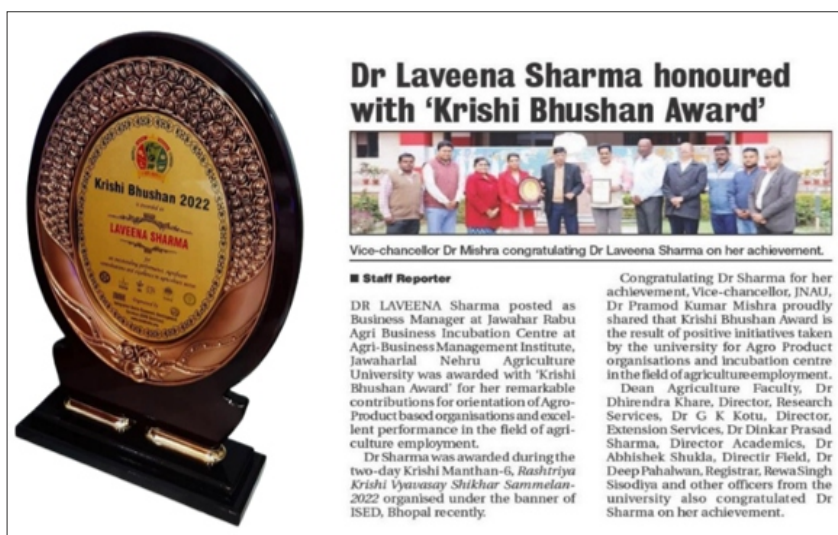 Krishi Bhushan 2022
is awarded to
LAVEENA SHARMA
for
Dr Laveena Sharma honoured
with ‘Krishi Bhushan Award’
Vice-chancellor Dr Mishra congratulating Dr Laveena Sharma on her achievement.
■ Staff Reporter
DR LAVEENA Sharma posted as
Business Manager at Jawahar Rabu
Agri Business Incubation Centre at
Agri-Business Management Institute,
Jawaharlal Nehru Agriculture
University was awarded with ‘Krishi
Bhushan Award’ for her remarkable
contributions for orientation of Agro-
Product based organisations and excel-
lent performance in the field of agri-
culture employment.
Dr Sharma was awarded during the
two-day Krishi Manthan-6, Rashtriya
Krishi Vyavasay Shikhar Sammelan-
2022 organised under the banner of
ISED, Bhopal recently.
Congratulating Dr Sharma for her
achievement, Vice-chancellor, JNAU,
Dr Pramod Kumar Mishra proudly
shared that Krishi Bhushan Award is
the result of positive initiatives taken
by the university for Agro Product
organisations and incubation centre
in the field of agriculture employment.
Dean Agriculture Faculty, Dr
Dhirendra Khare, Director, Research
Services, Dr G K Kotu, Director,
Extension Services, Dr Dinkar Prasad
Sharma, Director Academics, Dr
Abhishek Shukla, Directir Field, Dr
Deep Pahalwan, Registrar, Rewa Singh
Sisodiya and other officers from the
university also congratulated Dr
Sharma on her achievement.